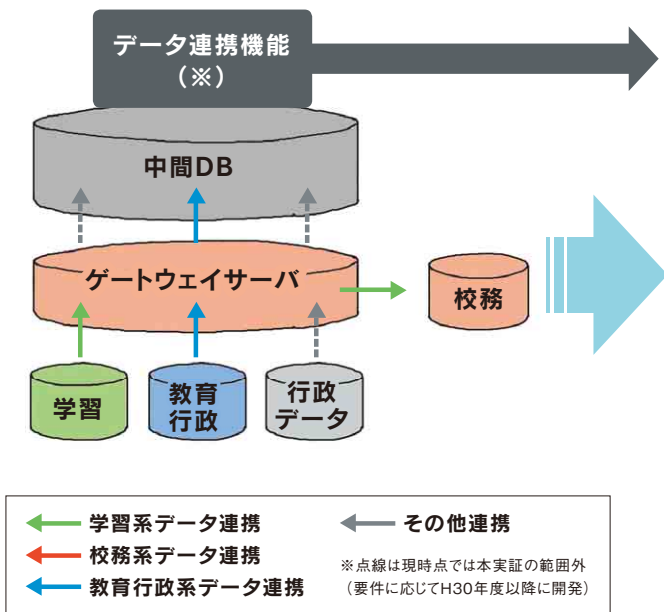 データ連携機能
(※)
中間DB
ゲートウェイサーバ
校務
学習
教育
行政
行政
データ
学習系データ連携
校務系データ連携
教育行政系データ連携
その他連携
※点線は現時点では本実証の範囲外
(要件に応じてH30年度以降に開発)